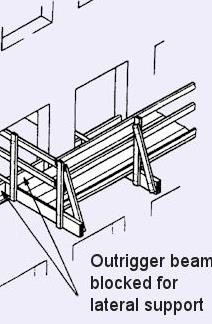 Outrigger beam
blocked for
lateral support